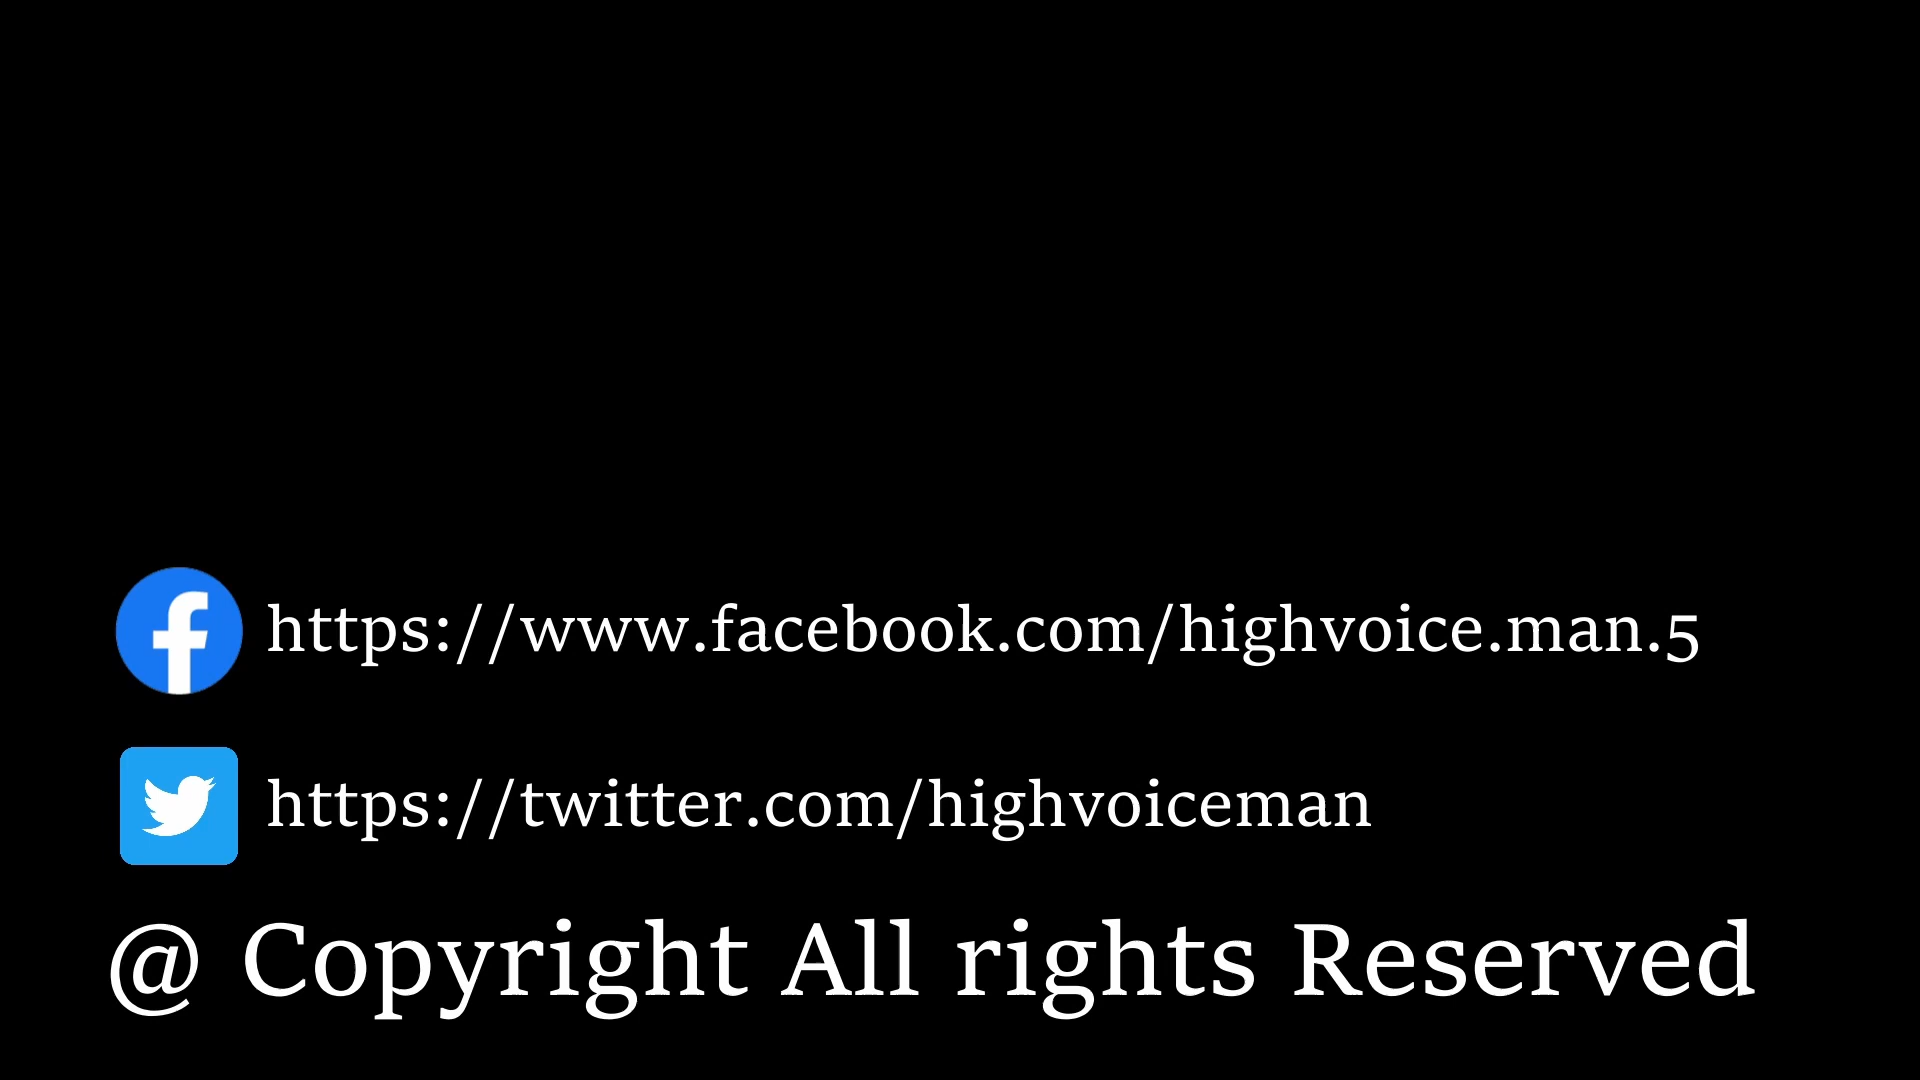 https://www.facebook.com/highvoice.man.5
https://twitter.com/highvoiceman
@ Copyright All rights Reserved